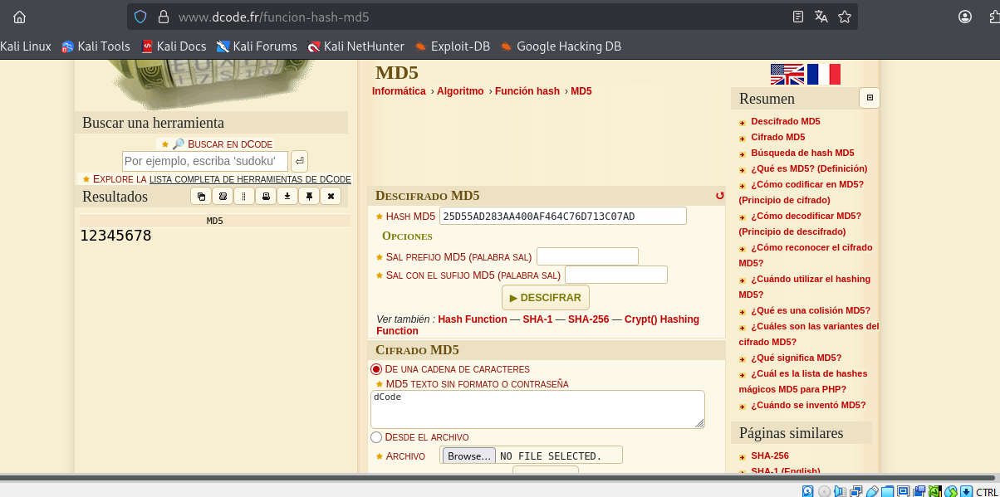 www.dcode.fr/funcion-hash-md5
Kali Linux Kali Tools Kali Docs Kali Forums Kali NetHunter Exploit-DB Google Hacking DB
Buscar una herramienta
Buscar en dCode
Por ejemplo, escriba 'sudoku'
Explore la lista completa de herramientas de dCode
Resultados
MD5
12345678
MD5
Informática › Algoritmo › Función hash › MD5
Descifrado MD5
Hash MD5 25D55AD283AA400AF464C76D713C07AD
Opciones
Sal prefijo MD5 (palabra sal)
Sal con el sufijo MD5 (palabra sal)
▶ DESCIFRAR
Ver también : Hash Function — SHA-1 — SHA-256 — Crypt() Hashing
Function
Cifrado MD5
De una cadena de caracteres
MD5 texto sin formato o contraseña
dCode
Desde el archivo
Archivo Browse... NO FILE SELECTED.
Resumen
Descifrado MD5
Cifrado MD5
Búsqueda de hash MD5
¿Qué es MD5? (Definición)
¿Cómo codificar en MD5?
(Principio de cifrado)
¿Cómo decodificar MD5?
(Principio de descifrado)
¿Cómo reconocer el cifrado
MD5?
¿Cuándo utilizar el hashing
MD5?
¿Qué es una colisión MD5?
¿Cuáles son las variantes del
cifrado MD5?
¿Qué significa MD5?
¿Cuál es la lista de hashes
mágicos MD5 para PHP?
¿Cuándo se inventó MD5?
Páginas similares
SHA-256
SHA-1 (English)
CTRL